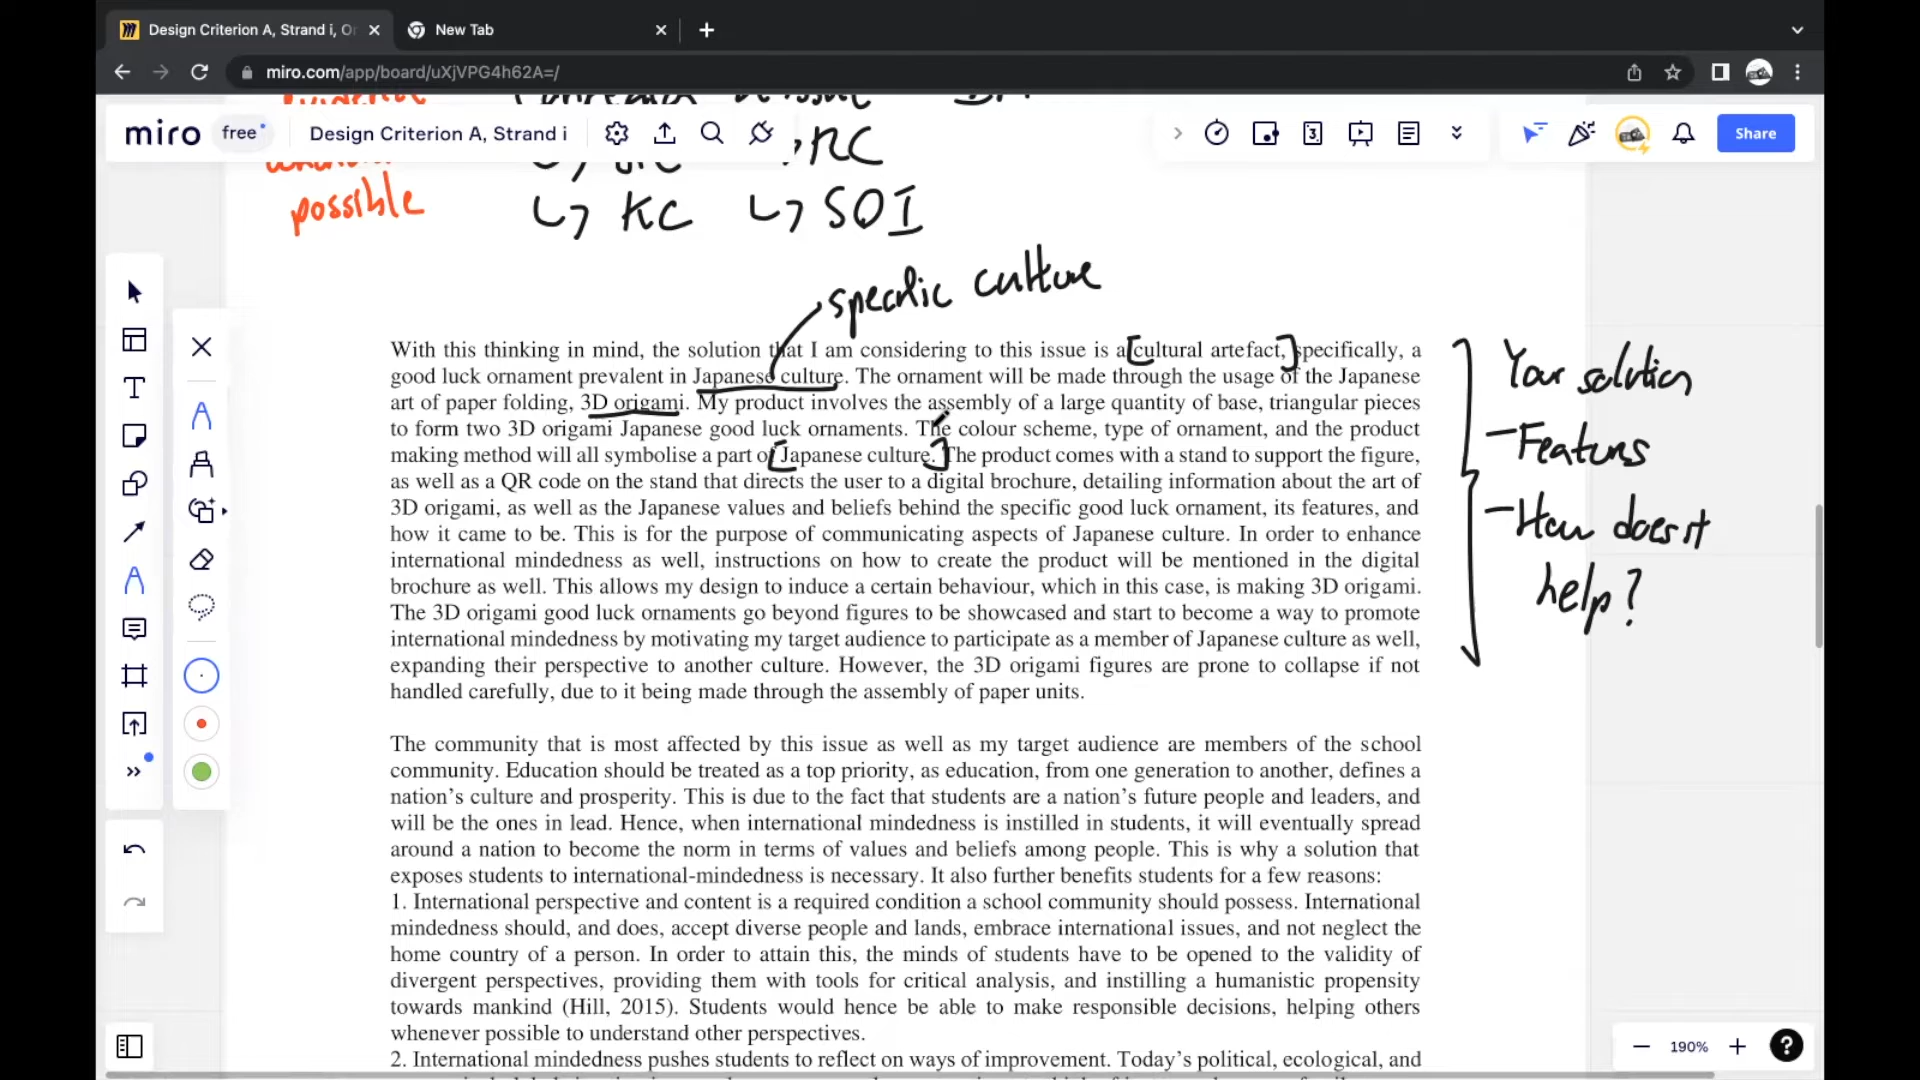 Design Criterion A, Strand i, Or
New Tab
miro.com/app/board/uXjVPG4h62A=/
miro free Design Criterion A, Strand i
Share
RC
possible
↳ KC ↳ SOI
specific culture
With this thinking in mind, the solution that I am considering to this issue is a [cultural artefact,] specifically, a
good luck ornament prevalent in Japanese culture. The ornament will be made through the usage of the Japanese
art of paper folding, 3D origami. My product involves the assembly of a large quantity of base, triangular pieces
to form two 3D origami Japanese good luck ornaments. The colour scheme, type of ornament, and the product
making method will all symbolise a part of [Japanese culture.] The product comes with a stand to support the figure,
as well as a QR code on the stand that directs the user to a digital brochure, detailing information about the art of
3D origami, as well as the Japanese values and beliefs behind the specific good luck ornament, its features, and
how it came to be. This is for the purpose of communicating aspects of Japanese culture. In order to enhance
international mindedness as well, instructions on how to create the product will be mentioned in the digital
brochure as well. This allows my design to induce a certain behaviour, which in this case, is making 3D origami.
The 3D origami good luck ornaments go beyond figures to be showcased and start to become a way to promote
international mindedness by motivating my target audience to participate as a member of Japanese culture as well,
expanding their perspective to another culture. However, the 3D origami figures are prone to collapse if not
handled carefully, due to it being made through the assembly of paper units.
Your solution
- Features
- How does it
help?
The community that is most affected by this issue as well as my target audience are members of the school
community. Education should be treated as a top priority, as education, from one generation to another, defines a
nation's culture and prosperity. This is due to the fact that students are a nation's future people and leaders, and
will be the ones in lead. Hence, when international mindedness is instilled in students, it will eventually spread
around a nation to become the norm in terms of values and beliefs among people. This is why a solution that
exposes students to international-mindedness is necessary. It also further benefits students for a few reasons:
1. International perspective and content is a required condition a school community should possess. International
mindedness should, and does, accept diverse people and lands, embrace international issues, and not neglect the
home country of a person. In order to attain this, the minds of students have to be opened to the validity of
divergent perspectives, providing them with tools for critical analysis, and instilling a humanistic propensity
towards mankind (Hill, 2015). Students would hence be able to make responsible decisions, helping others
whenever possible to understand other perspectives.
2. International mindedness pushes students to reflect on ways of improvement. Today's political, ecological, and
190%